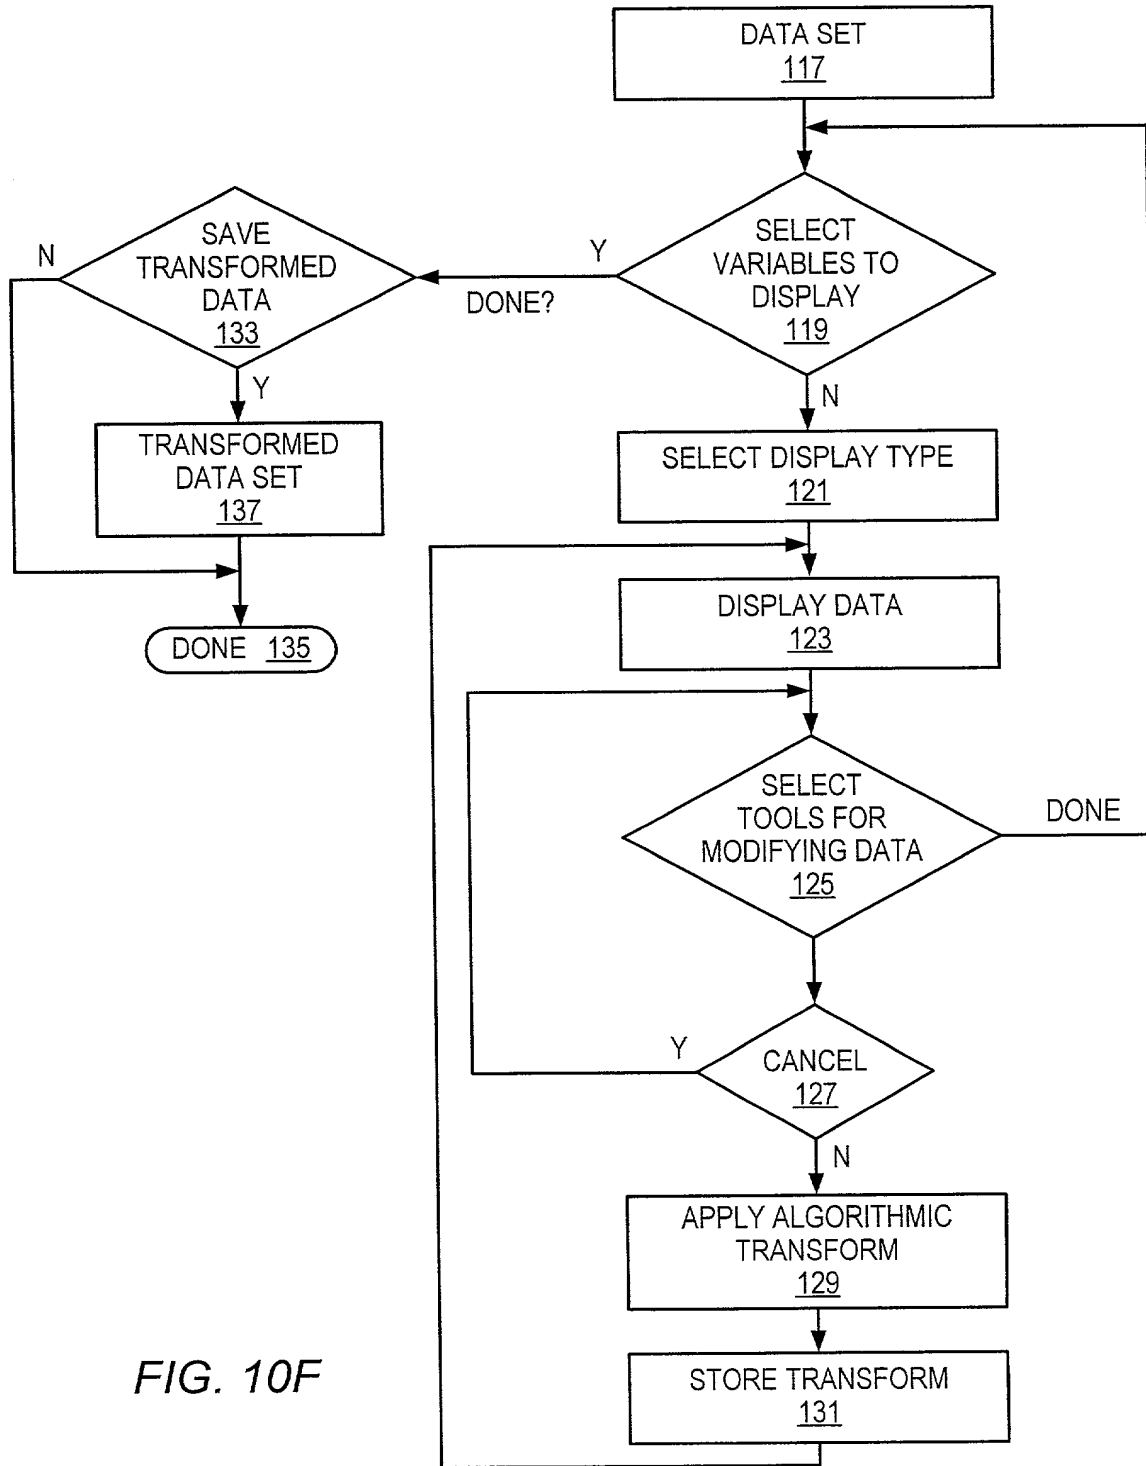 DATA SET
117
SELECT
VARIABLES TO
DISPLAY
119
Y
DONE?
N
SAVE
TRANSFORMED
DATA
133
N
Y
TRANSFORMED
DATA SET
137
DONE 135
SELECT DISPLAY TYPE
121
DISPLAY DATA
123
SELECT
TOOLS FOR
MODIFYING DATA
125
DONE
CANCEL
127
Y
N
APPLY ALGORITHMIC
TRANSFORM
129
STORE TRANSFORM
131
FIG. 10F